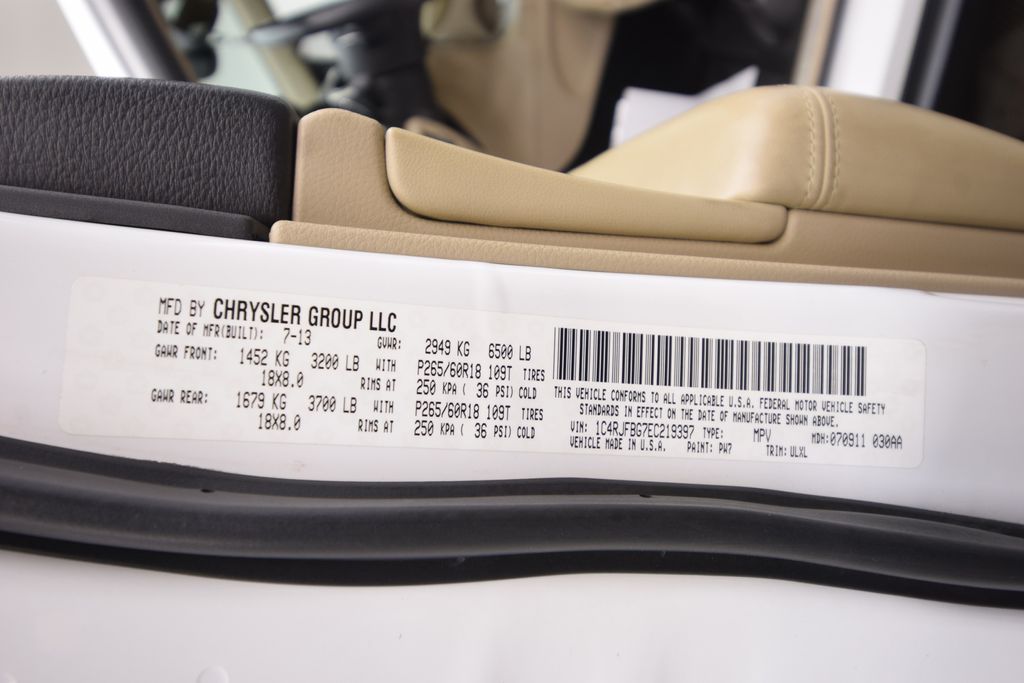 MFD BY CHRYSLER GROUP LLC
DATE OF MFR(BUILT): 7-13 GVWR: 2949 KG 6500 LB
GAWR FRONT: 1452 KG 3200 LB WITH P265/60R18 109T TIRES
18X8.0 RIMS AT 250 KPA ( 36 PSI) COLD
GAWR REAR: 1679 KG 3700 LB WITH P265/60R18 109T TIRES
18X8.0 RIMS AT 250 KPA ( 36 PSI) COLD
THIS VEHICLE CONFORMS TO ALL APPLICABLE U.S.A. FEDERAL MOTOR VEHICLE SAFETY
STANDARDS IN EFFECT ON THE DATE OF MANUFACTURE SHOWN ABOVE.
VIN: 1C4RJFBG7EC219397 TYPE: MPV MDH: 070911 030AA
VEHICLE MADE IN U.S.A. PAINT: PW7 TRIM: ULXL